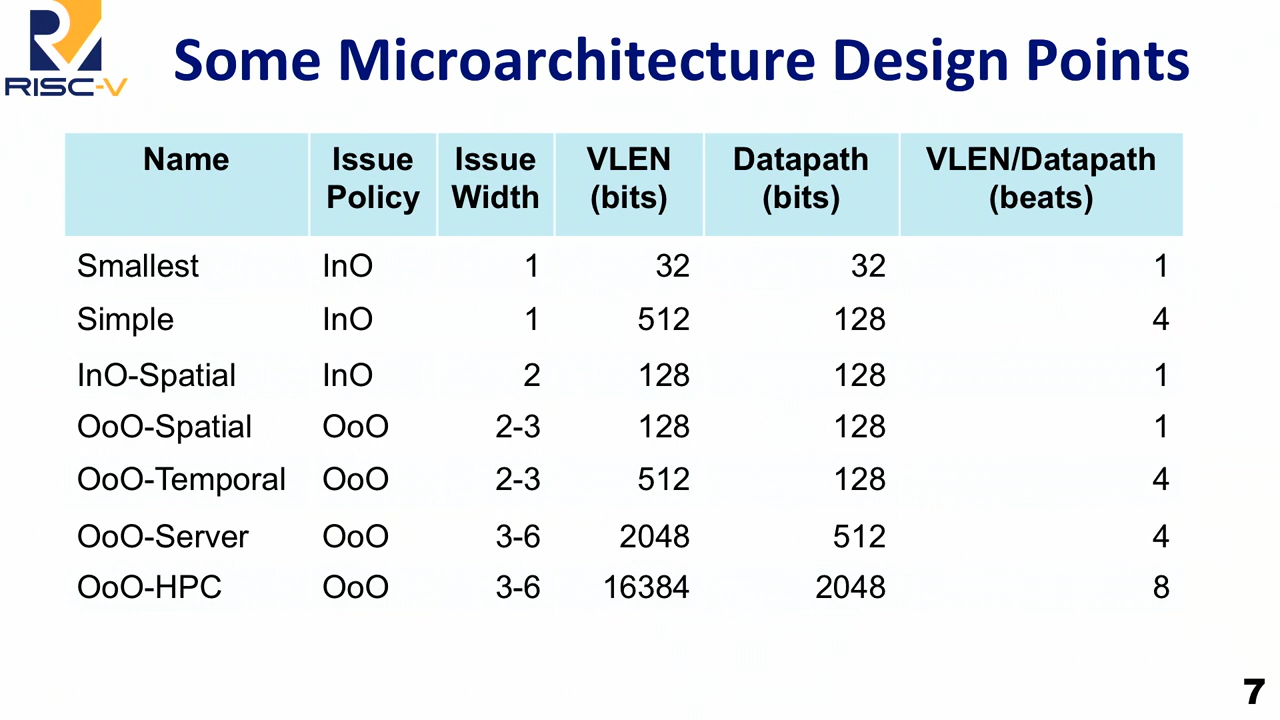 RISC-V
Some Microarchitecture Design Points
Name Issue Policy Issue Width VLEN (bits) Datapath (bits) VLEN/Datapath (beats)
Smallest InO 1 32 32 1
Simple InO 1 512 128 4
InO-Spatial InO 2 128 128 1
OoO-Spatial OoO 2-3 128 128 1
OoO-Temporal OoO 2-3 512 128 4
OoO-Server OoO 3-6 2048 512 4
OoO-HPC OoO 3-6 16384 2048 8
7